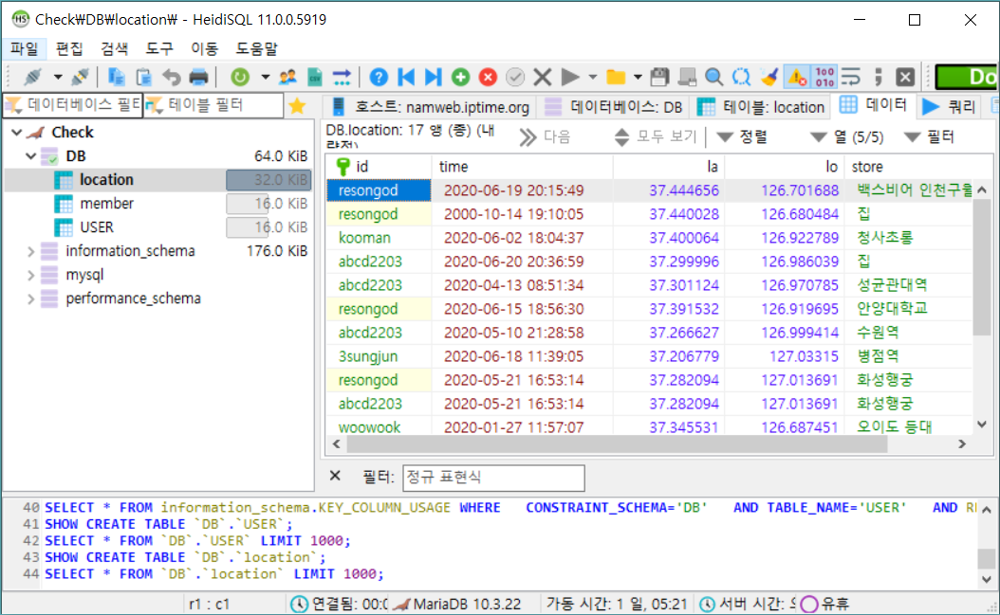 Check₩DB₩location₩ - HeidiSQL 11.0.0.5919
파일 편집 검색 도구 이동 도움말
Do
데이터베이스 필터 테이블 필터
호스트: namweb.iptime.org 데이터베이스: DB 테이블: location 데이터 쿼리
DB.location: 17 행 (총) (내
다음 모두 보기 정렬 열 (5/5) 필터
Check
DB 64.0 KiB
location 32.0 KiB
member 16.0 KiB
USER 16.0 KiB
information_schema 176.0 KiB
mysql
performance_schema
id time la lo store
resongod 2020-06-19 20:15:49 37.444656 126.701688 백스비어 인천구월
resongod 2000-10-14 19:10:05 37.440028 126.680484 집
kooman 2020-06-02 18:04:37 37.400064 126.922789 청사초롱
abcd2203 2020-06-20 20:36:59 37.299996 126.986039 집
abcd2203 2020-04-13 08:51:34 37.301124 126.970785 성균관대역
resongod 2020-06-15 18:56:30 37.391532 126.919695 안양대학교
abcd2203 2020-05-10 21:28:58 37.266627 126.999414 수원역
3sungjun 2020-06-18 11:39:05 37.206779 127.03315 병점역
resongod 2020-05-21 16:53:14 37.282094 127.013691 화성행궁
abcd2203 2020-05-21 16:53:14 37.282094 127.013691 화성행궁
woowook 2020-01-27 11:57:07 37.345531 126.687451 오이도 등대
필터: 정규 표현식
40 SELECT * FROM information_schema.KEY_COLUMN_USAGE WHERE CONSTRAINT_SCHEMA='DB' AND TABLE_NAME='USER' AND
41 SHOW CREATE TABLE `DB`.`USER`;
42 SELECT * FROM `DB`.`USER` LIMIT 1000;
43 SHOW CREATE TABLE `DB`.`location`;
44 SELECT * FROM `DB`.`location` LIMIT 1000;
r1 : c1 연결됨: 00:0 MariaDB 10.3.22 가동 시간: 1 일, 05:21 서버 시간: 유휴